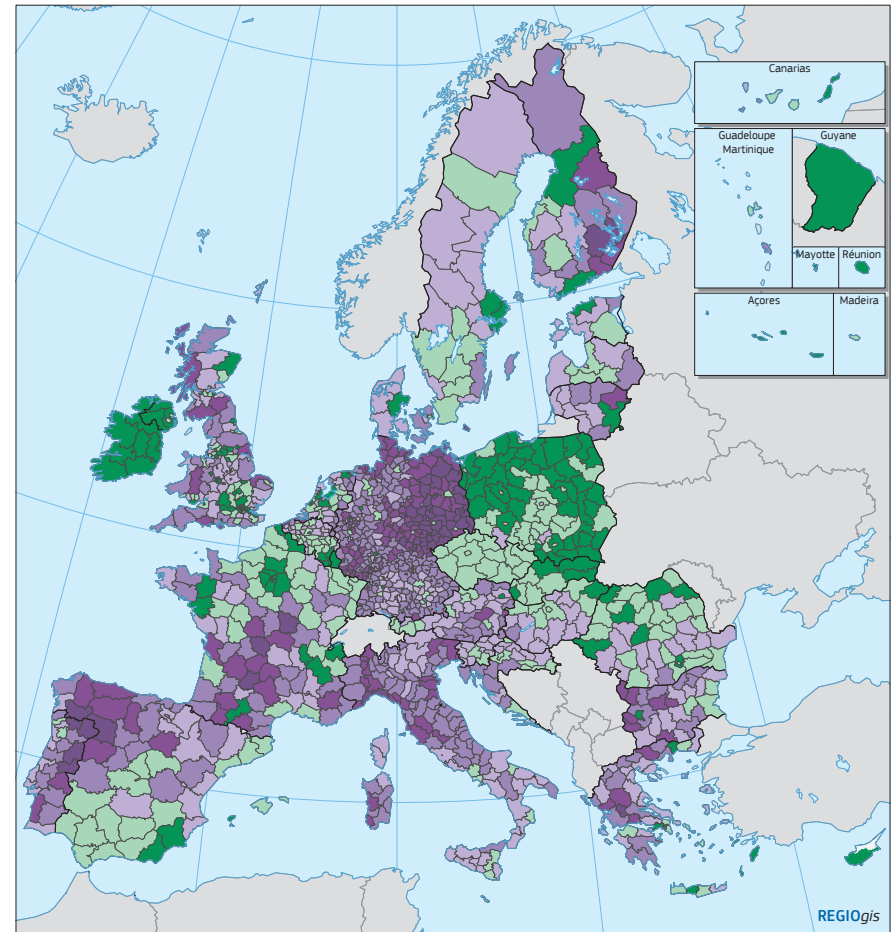 Canarias
Guadeloupe
Martinique
Guyane
Mayotte
Réunion
Açores
Madeira
REGIOgis